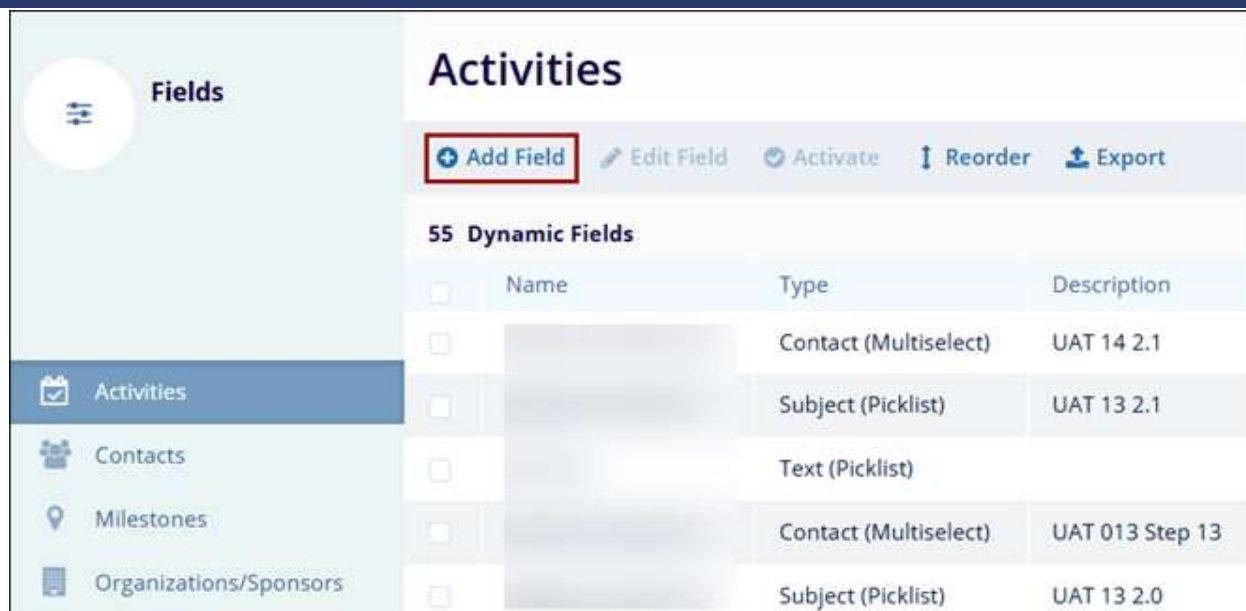 Fields
Activities
Add Field Edit Field Activate Reorder Export
55 Dynamic Fields
Name Type Description
Contact (Multiselect) UAT 14 2.1
Activities
Subject (Picklist) UAT 13 2.1
Contacts
Text (Picklist)
Milestones
Contact (Multiselect) UAT 013 Step 13
Organizations/Sponsors
Subject (Picklist) UAT 13 2.0